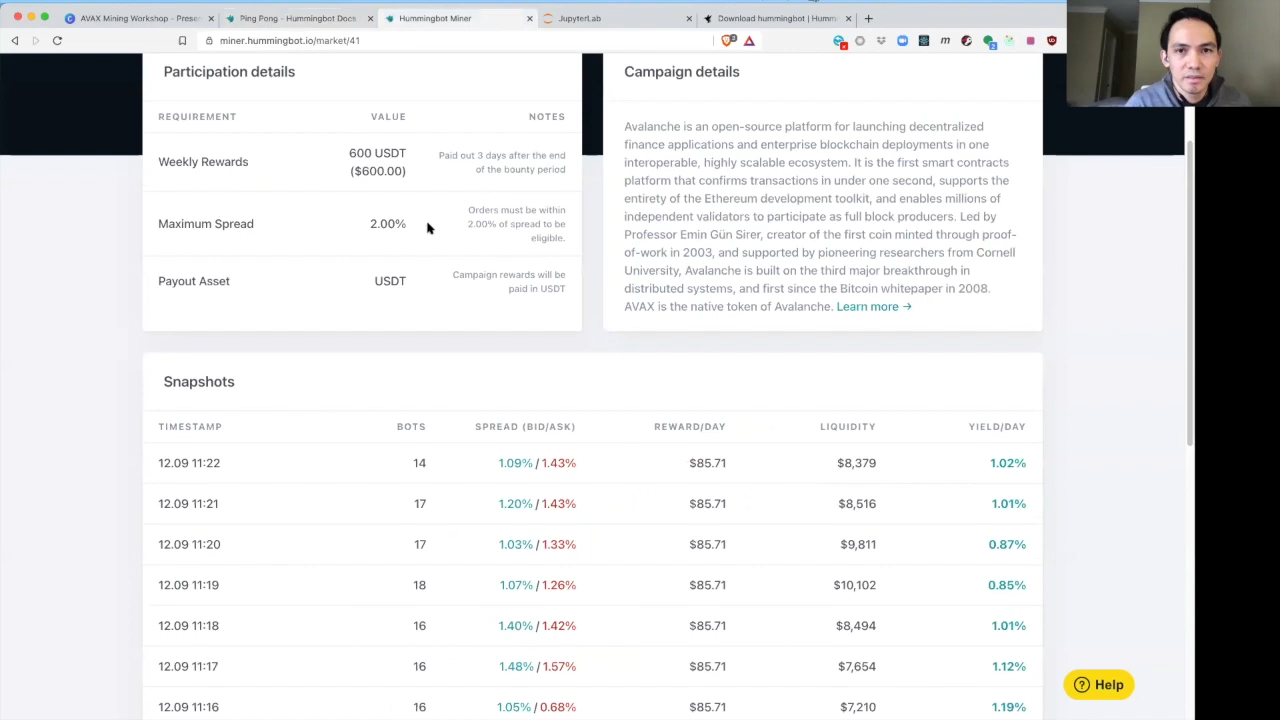 AVAX Mining Workshop - Presen
Ping Pong - Hummingbot Docs
Hummingbot Miner
JupyterLab
Download hummingbot | Humm
miner.hummingbot.io/market/41
Participation details
REQUIREMENT VALUE NOTES
Weekly Rewards
600 USDT
($600.00)
Paid out 3 days after the end
of the bounty period
Maximum Spread
2.00%
Orders must be within
2.00% of spread to be
eligible.
Payout Asset
USDT
Campaign rewards will be
paid in USDT
Campaign details
Avalanche is an open-source platform for launching decentralized
finance applications and enterprise blockchain deployments in one
interoperable, highly scalable ecosystem. It is the first smart contracts
platform that confirms transactions in under one second, supports the
entirety of the Ethereum development toolkit, and enables millions of
independent validators to participate as full block producers. Led by
Professor Emin Gün Sirer, creator of the first coin minted through proof-
of-work in 2003, and supported by pioneering researchers from Cornell
University, Avalanche is built on the third major breakthrough in
distributed systems, and first since the Bitcoin whitepaper in 2008.
AVAX is the native token of Avalanche. Learn more →
Snapshots
TIMESTAMP BOTS SPREAD (BID/ASK) REWARD/DAY LIQUIDITY YIELD/DAY
12.09 11:22 14 1.09% / 1.43% $85.71 $8,379 1.02%
12.09 11:21 17 1.20% / 1.43% $85.71 $8,516 1.01%
12.09 11:20 17 1.03% / 1.33% $85.71 $9,811 0.87%
12.09 11:19 18 1.07% / 1.26% $85.71 $10,102 0.85%
12.09 11:18 16 1.40% / 1.42% $85.71 $8,494 1.01%
12.09 11:17 16 1.48% / 1.57% $85.71 $7,654 1.12%
12.09 11:16 16 1.05% / 0.68% $85.71 $7,210 1.19%
Help